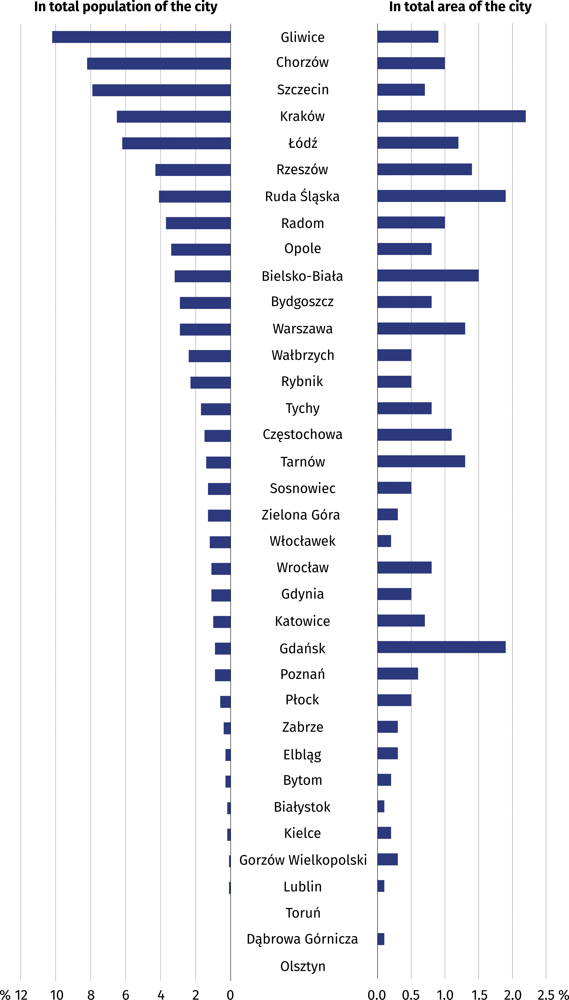 In total population of the city
In total area of the city
Gliwice
Chorzów
Szczecin
Kraków
Łódź
Rzeszów
Ruda Śląska
Radom
Opole
Bielsko-Biała
Bydgoszcz
Warszawa
Wałbrzych
Rybnik
Tychy
Częstochowa
Tarnów
Sosnowiec
Zielona Góra
Włocławek
Wrocław
Gdynia
Katowice
Gdańsk
Poznań
Płock
Zabrze
Elbląg
Bytom
Białystok
Kielce
Gorzów Wielkopolski
Lublin
Toruń
Dąbrowa Górnicza
Olsztyn
% 12 10 8 6 4 2 0
0.0 0.5 1.0 1.5 2.0 2.5 %